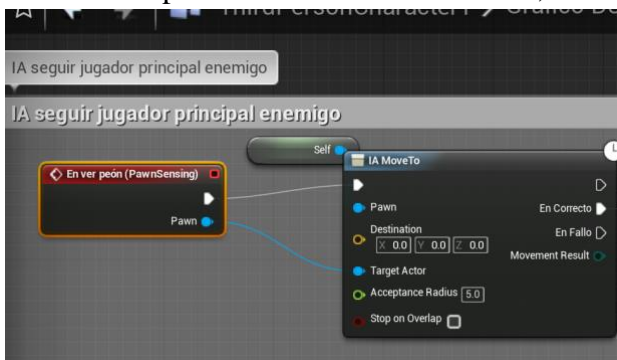 IA seguir jugador principal enemigo
IA seguir jugador principal enemigo
Self
IA MoveTo
En ver peón (PawnSensing)
Pawn
Pawn
En Correcto
Destination
X 0.0 Y 0.0 Z 0.0
En Fallo
Movement Result
Target Actor
Acceptance Radius 5.0
Stop on Overlap